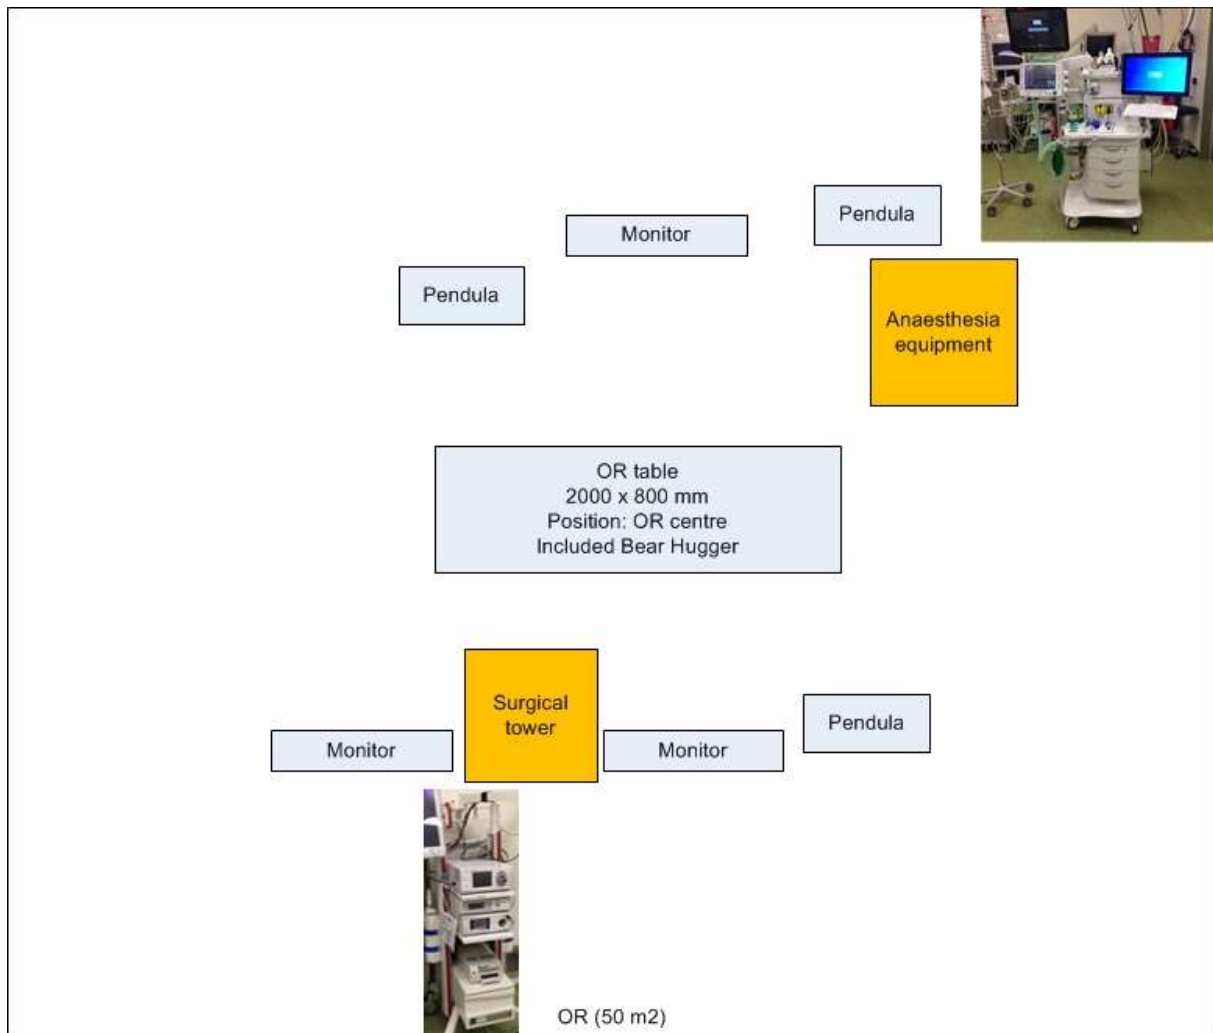 Pendula
Monitor
Pendula
Anaesthesia
equipment
OR table
2000 x 800 mm
Position: OR centre
Included Bear Hugger
Surgical
tower
Pendula
Monitor
Monitor
OR (50 m2)